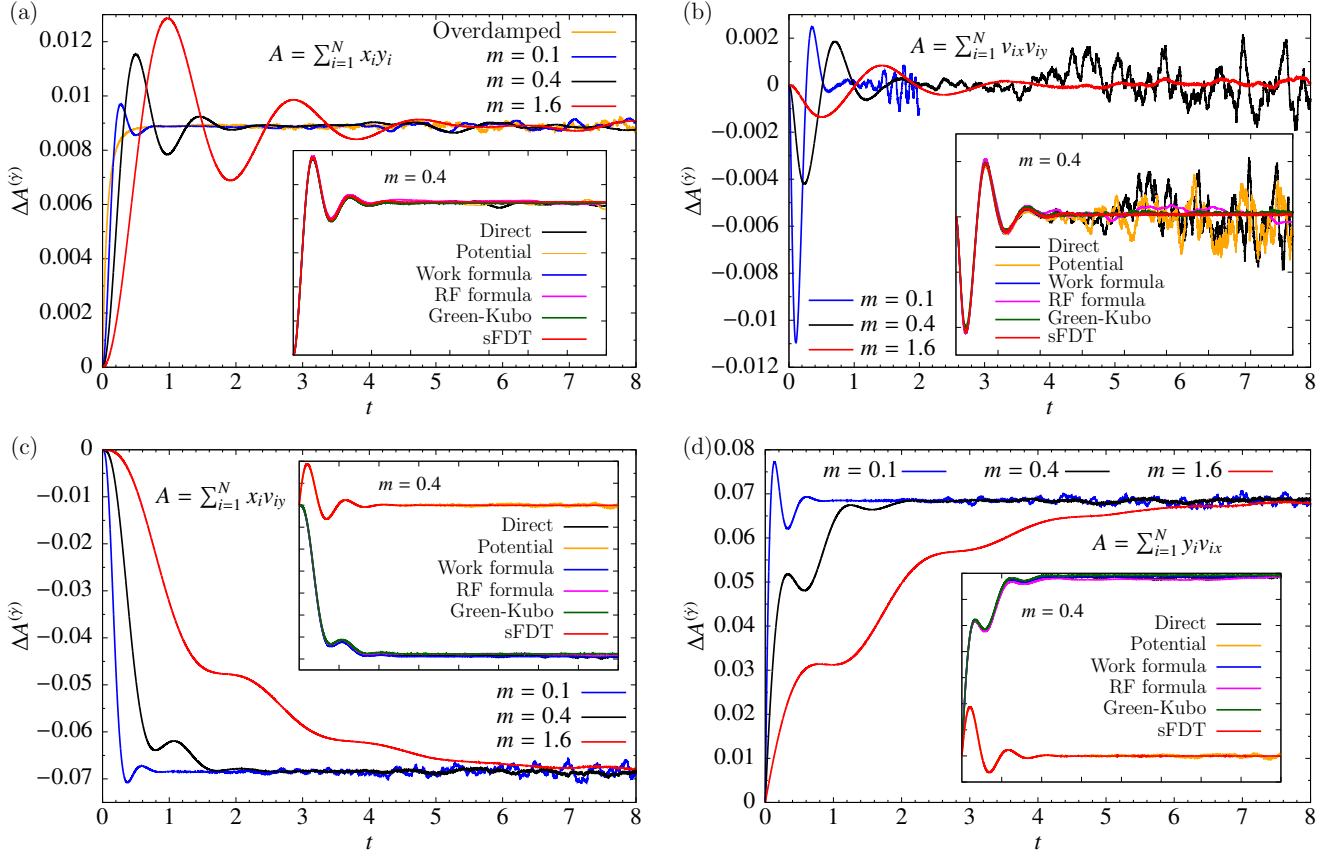 (a)
0.012
0.01
0.008
0.006
0.004
0.002
0
ΔA^(γ̇)
Overdamped
A = ∑_{i=1}^{N} x_i y_i
m = 0.1
m = 0.4
m = 1.6
m = 0.4
Direct
Potential
Work formula
RF formula
Green-Kubo
sFDT
0 1 2 3 4 5 6 7 8
t
(b)
0.002
0
−0.002
−0.004
−0.006
−0.008
−0.01
−0.012
ΔA^(γ̇)
A = ∑_{i=1}^{N} v_{ix} v_{iy}
m = 0.4
Direct
Potential
Work formula
RF formula
Green-Kubo
sFDT
m = 0.1
m = 0.4
m = 1.6
0 1 2 3 4 5 6 7 8
t
(c)
0
−0.01
−0.02
−0.03
−0.04
−0.05
−0.06
−0.07
ΔA^(γ̇)
A = ∑_{i=1}^{N} x_i v_{iy}
m = 0.4
Direct
Potential
Work formula
RF formula
Green-Kubo
sFDT
m = 0.1
m = 0.4
m = 1.6
0 1 2 3 4 5 6 7 8
t
(d)
0.08
0.07
0.06
0.05
0.04
0.03
0.02
0.01
0
ΔA^(γ̇)
m = 0.1 m = 0.4 m = 1.6
A = ∑_{i=1}^{N} y_i v_{ix}
m = 0.4
Direct
Potential
Work formula
RF formula
Green-Kubo
sFDT
0 1 2 3 4 5 6 7 8
t